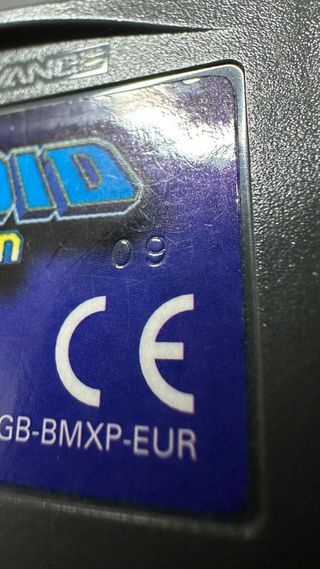 VANCE
OID
n
09
CE
GB-BMXP-EUR